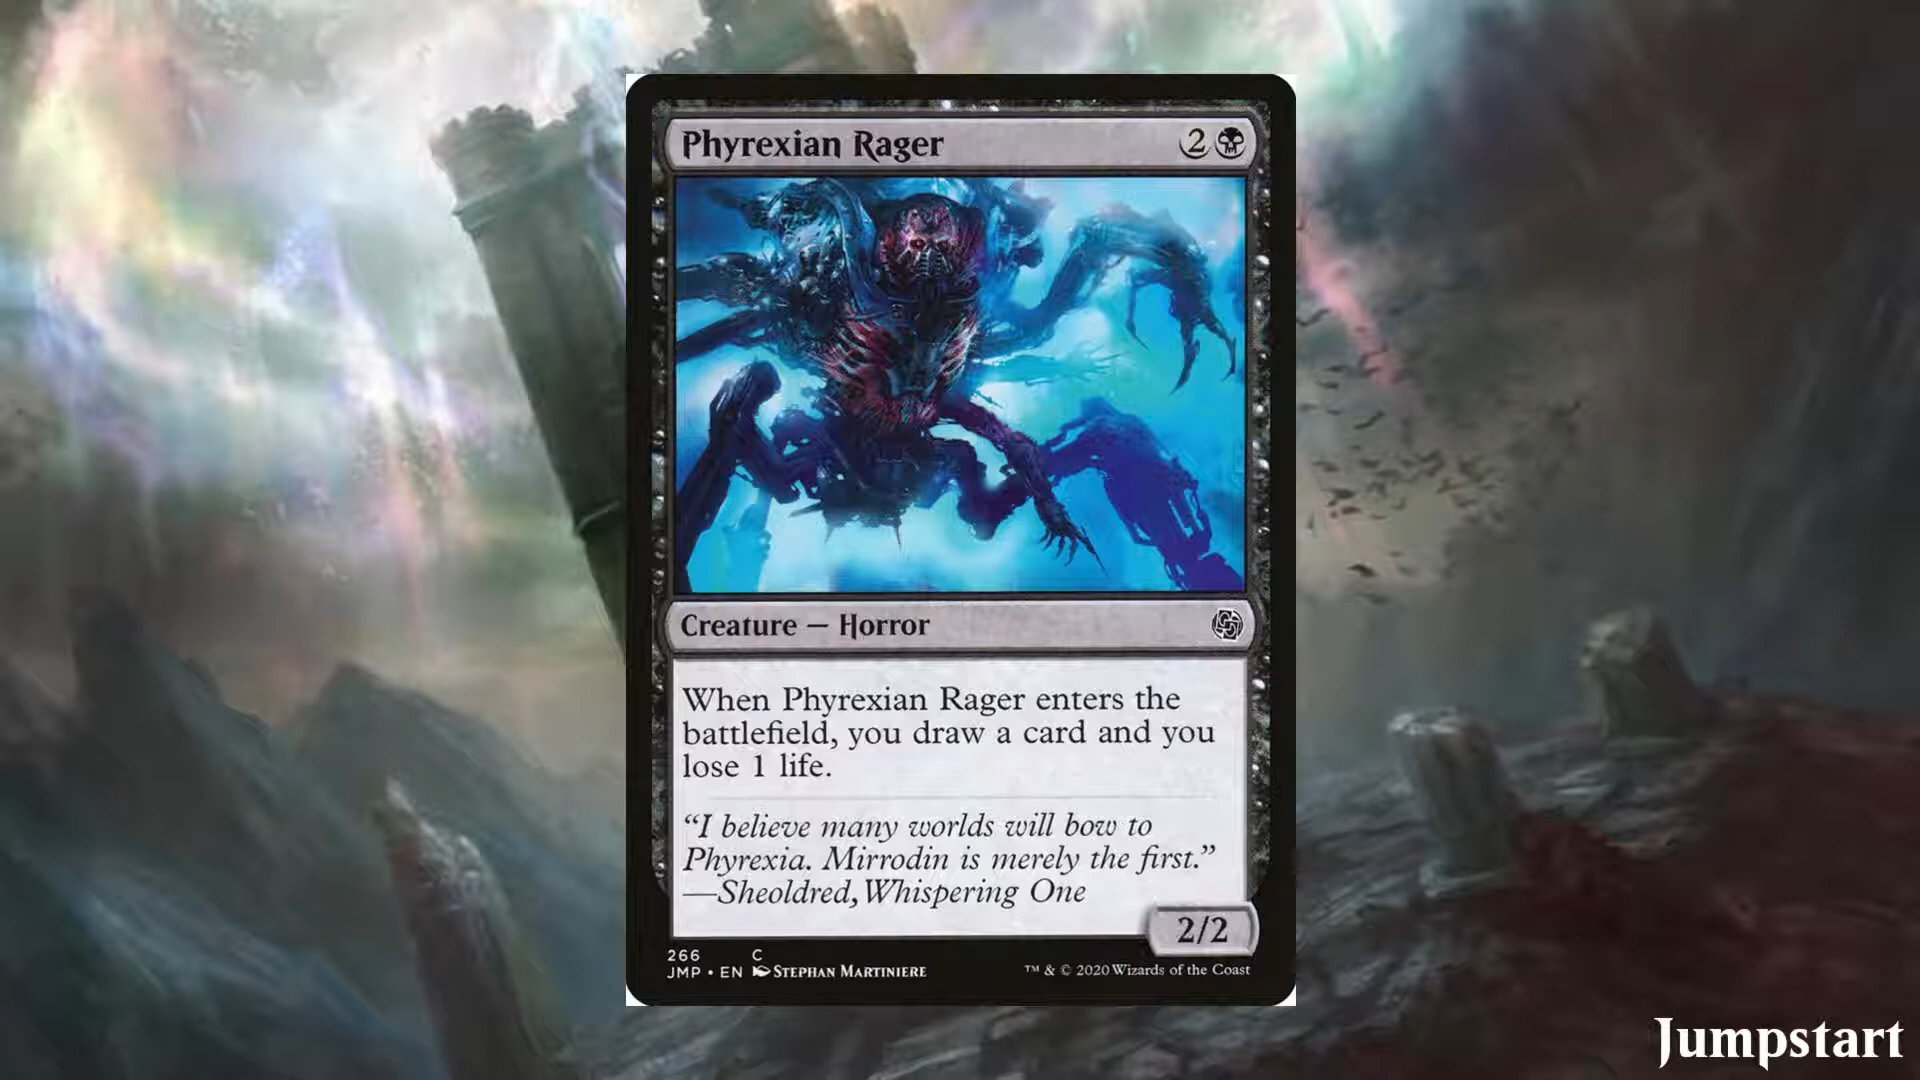 Phyrexian Rager 2
Creature — Horror
When Phyrexian Rager enters the
battlefield, you draw a card and you
lose 1 life.
“I believe many worlds will bow to
Phyrexia. Mirrodin is merely the first.”
—Sheoldred, Whispering One
2/2
266 C
JMP • EN Stephan Martiniere
™ & © 2020 Wizards of the Coast
Jumpstart